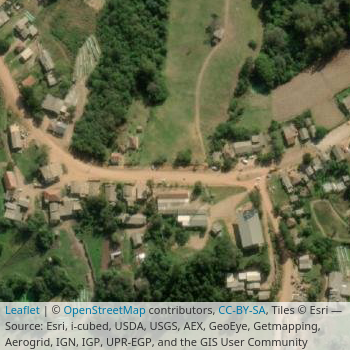 Leaflet | © OpenStreetMap contributors, CC-BY-SA, Tiles © Esri —
Source: Esri, i-cubed, USDA, USGS, AEX, GeoEye, Getmapping,
Aerogrid, IGN, IGP, UPR-EGP, and the GIS User Community